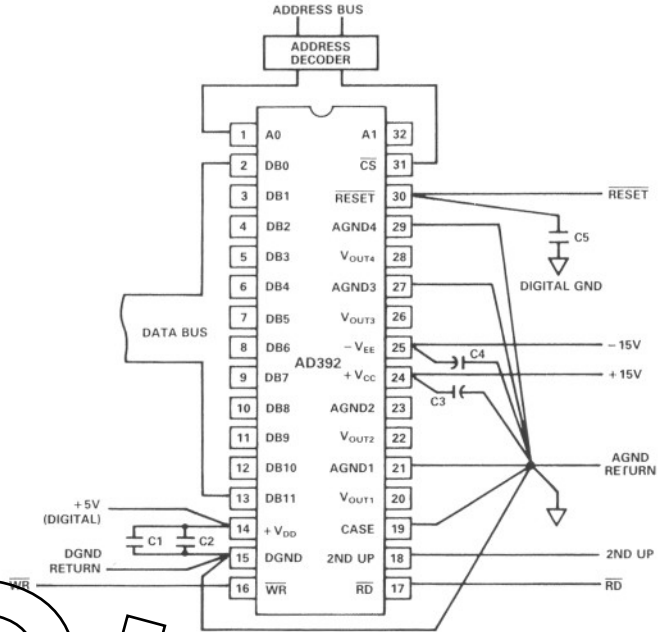 ADDRESS BUS
ADDRESS
DECODER
1 A0 A1 32
2 DB0 CS 31
3 DB1 RESET 30 RESET
4 DB2 AGND4 29
C5
5 DB3 VOUT4 28
DIGITAL GND
6 DB4 AGND3 27
7 DB5 VOUT3 26
DATA BUS
8 DB6 -VEE 25 -15V
C4
AD392
9 DB7 +VCC 24 +15V
C3
10 DB8 AGND2 23
11 DB9 VOUT2 22
12 DB10 AGND1 21 AGND
RETURN
13 DB11 VOUT1 20
+5V
(DIGITAL)
14 +VDD CASE 19
C1 C2
DGND
RETURN
15 DGND 2ND UP 18 2ND UP
WR 16 WR RD 17 RD